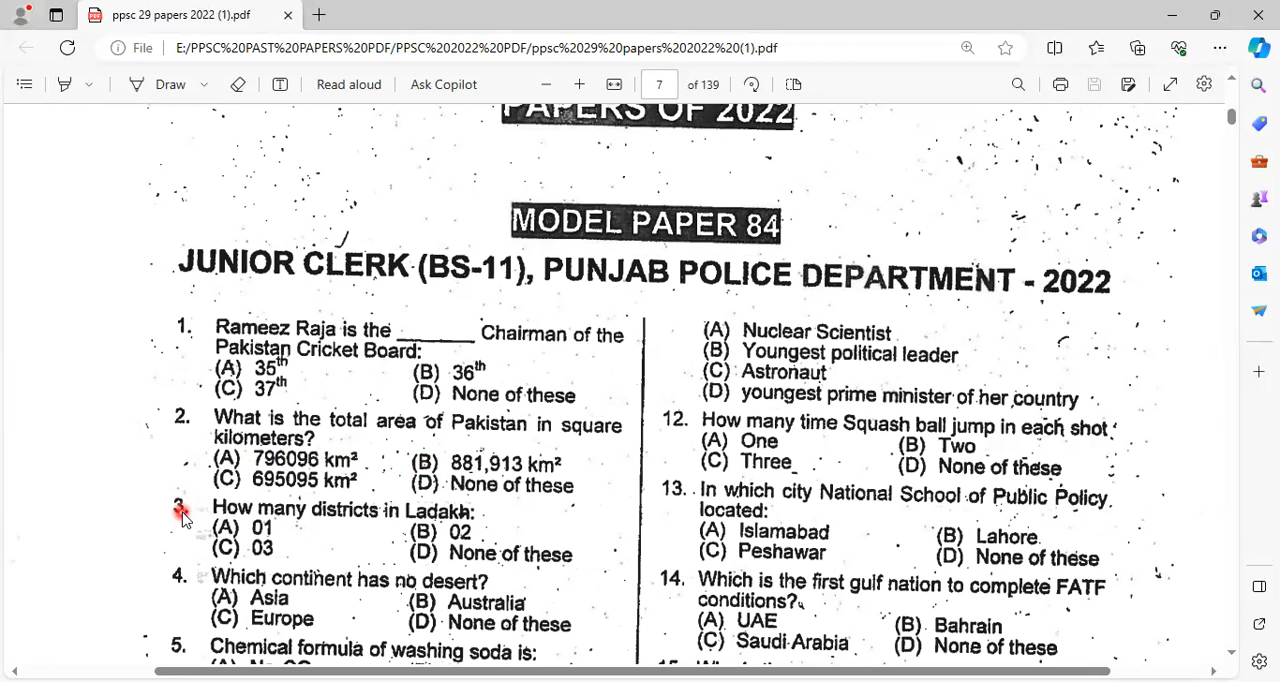 ppsc 29 papers 2022 (1).pdf
File
E:/PPSC%20PAST%20PAPERS%20PDF/PPSC%202022%20PDF/ppsc%2029%20papers%202022%20(1).pdf
Draw
Read aloud
Ask Copilot
7
of 139
PAPERS OF 2022
MODEL PAPER 84
JUNIOR CLERK (BS-11), PUNJAB POLICE DEPARTMENT - 2022
1. Rameez Raja is the ________ Chairman of the
Pakistan Cricket Board:
(A) 35th (B) 36th
(C) 37th (D) None of these
2. What is the total area of Pakistan in square
kilometers?
(A) 796096 km² (B) 881,913 km²
(C) 695095 km² (D) None of these
3. How many districts in Ladakh:
(A) 01 (B) 02
(C) 03 (D) None of these
4. Which continent has no desert?
(A) Asia (B) Australia
(C) Europe (D) None of these
5. Chemical formula of washing soda is:
(A) Nuclear Scientist
(B) Youngest political leader
(C) Astronaut
(D) youngest prime minister of her country
12. How many time Squash ball jump in each shot:
(A) One (B) Two
(C) Three (D) None of these
13. In which city National School of Public Policy
located:
(A) Islamabad (B) Lahore
(C) Peshawar (D) None of these
14. Which is the first gulf nation to complete FATF
conditions?
(A) UAE (B) Bahrain
(C) Saudi Arabia (D) None of these